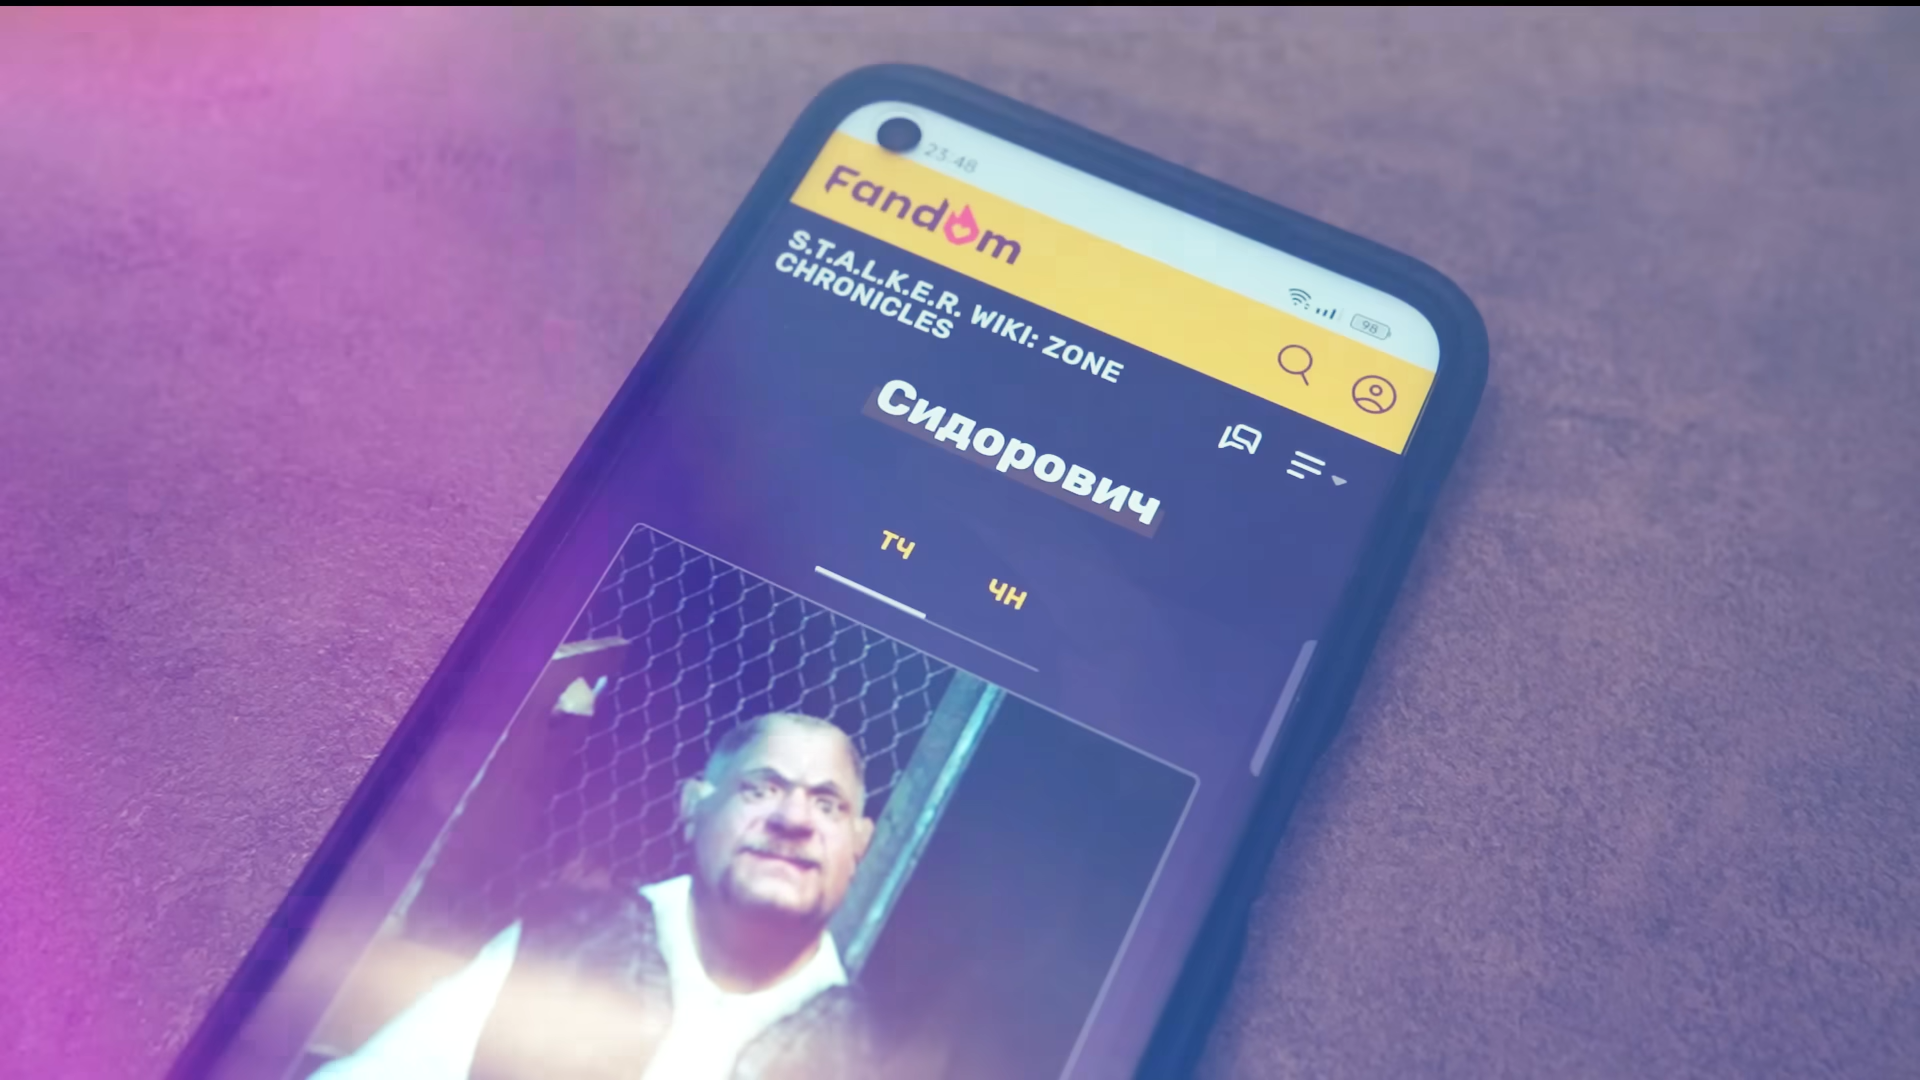 23:48
98
Fandom
S.T.A.L.K.E.R. WIKI: ZONE
CHRONICLES
Сидорович
ТЧ
ЧН